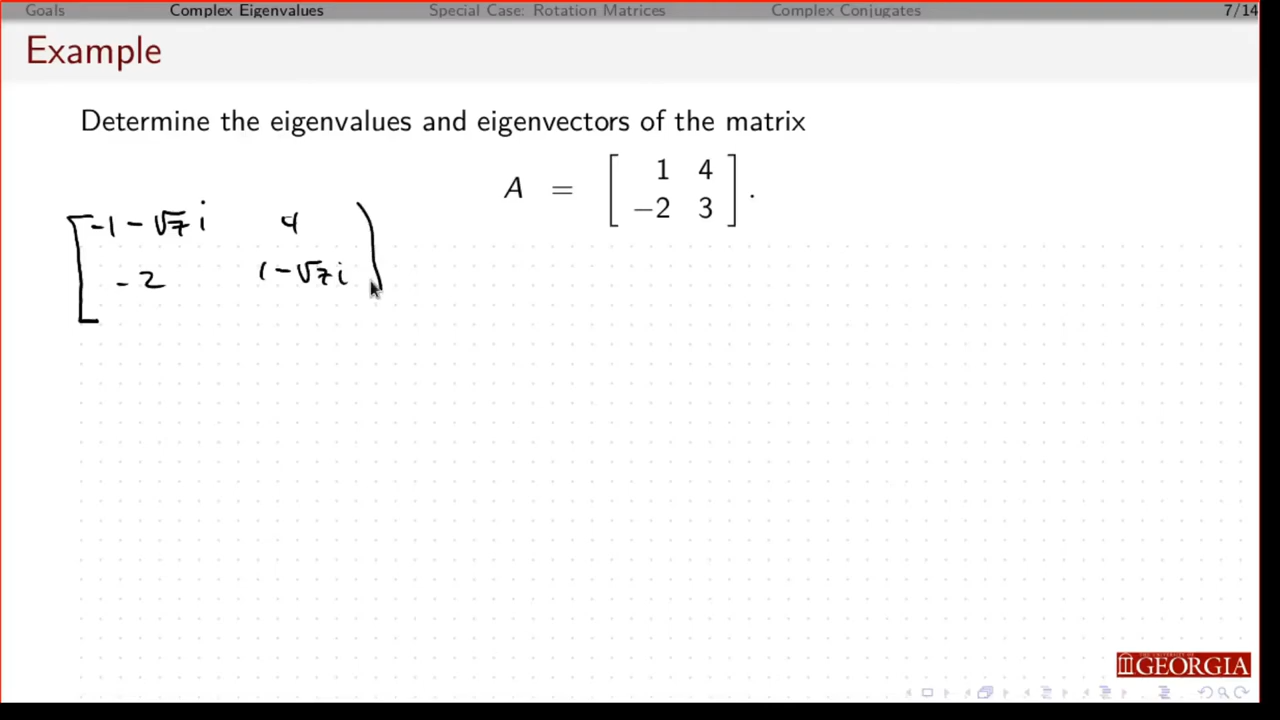 Goals Complex Eigenvalues Special Case: Rotation Matrices Complex Conjugates 7/14
Example
Determine the eigenvalues and eigenvectors of the matrix
A = [ 1 4
−2 3 ] .
-1 - √7 i 4
- 2 1 - √7 i
GEORGIA